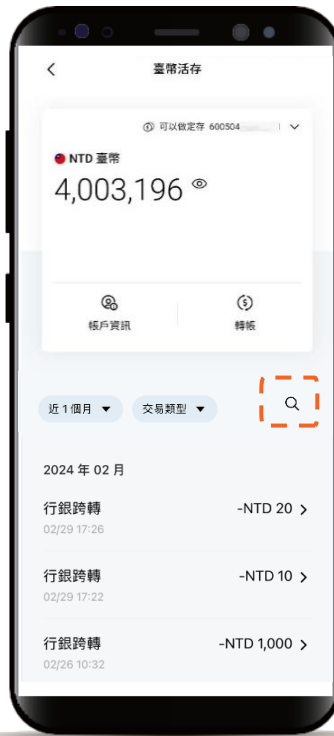 臺幣活存
可以做定存 600504
NTD 臺幣
4,003,196
帳戶資訊
轉帳
近1個月
交易類型
2024 年 02 月
行銀跨轉 -NTD 20
02/29 17:26
行銀跨轉 -NTD 10
02/29 17:22
行銀跨轉 -NTD 1,000
02/26 10:32